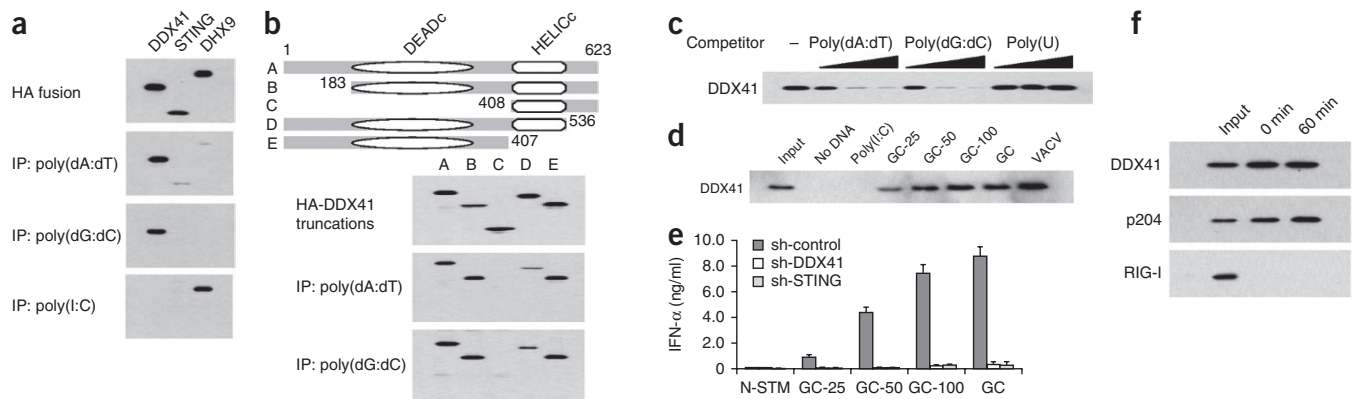 a
DDX41
STING
DHX9
HA fusion
IP: poly(dA:dT)
IP: poly(dG:dC)
IP: poly(I:C)
b
DEADc
HELICc
1
623
A
183
B
408
C
D
536
E
407
A B C D E
HA-DDX41
truncations
IP: poly(dA:dT)
IP: poly(dG:dC)
c
Competitor – Poly(dA:dT) Poly(dG:dC) Poly(U)
DDX41
d
Input
No DNA
Poly(I:C)
GC-25
GC-50
GC-100
GC
VACV
DDX41
e
IFN-α (ng/ml)
10.0
8.0
6.0
4.0
2.0
0
sh-control
sh-DDX41
sh-STING
N-STM GC-25 GC-50 GC-100 GC
f
Input
0 min
60 min
DDX41
p204
RIG-I